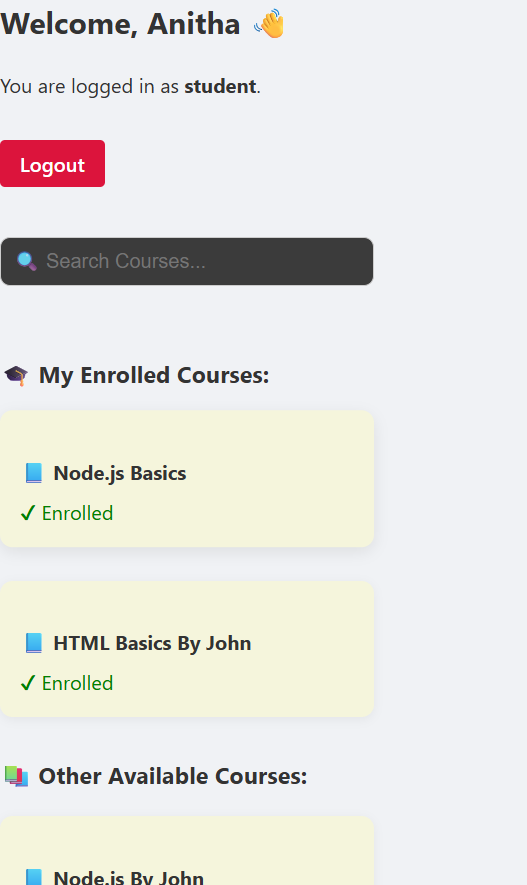 Welcome, Anitha 👋
You are logged in as student.
Logout
🔍 Search Courses...
🎓 My Enrolled Courses:
📘 Node.js Basics
✔ Enrolled
📘 HTML Basics By John
✔ Enrolled
📚 Other Available Courses:
📘 Node.js By John